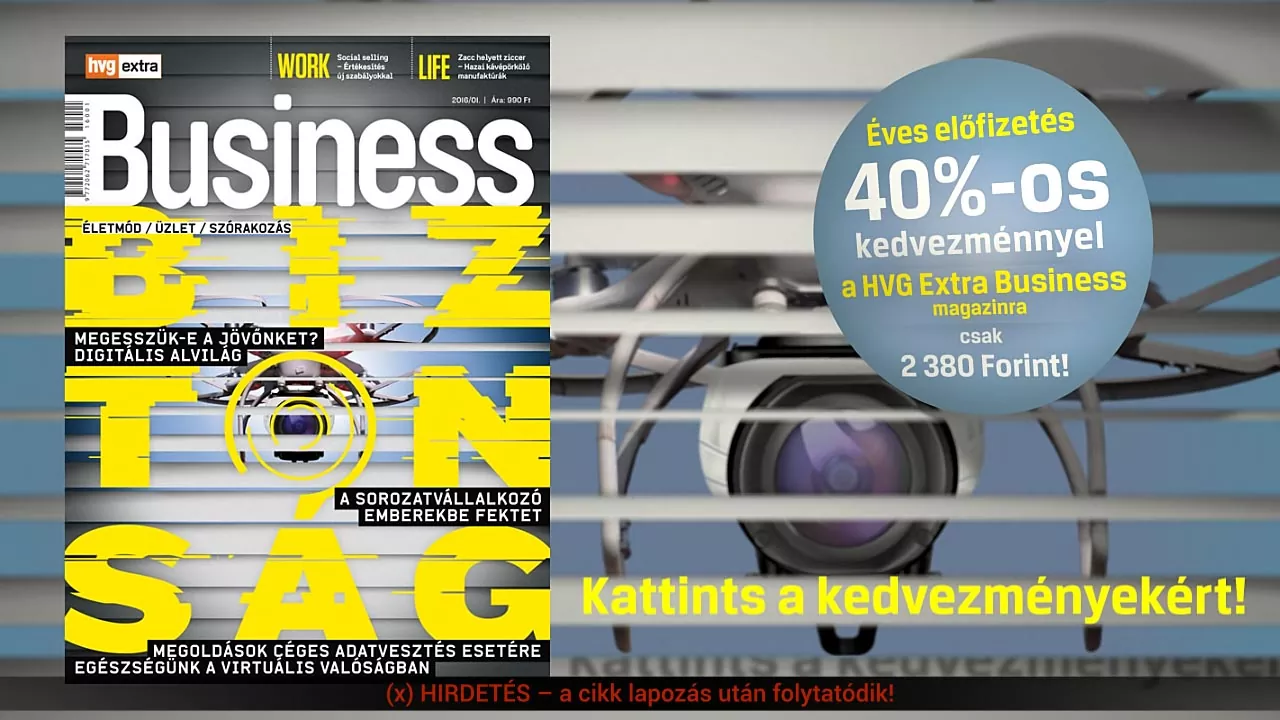 hvg extra
WORK
Social selling
– Értékesítés
új szabályokkal
LIFE
Zacc helyett ziccer
– Hazai kávépörkölő
manufaktúrák
2016/01. | Ára: 990 Ft
Business
ÉLETMÓD / ÜZLET / SZÓRAKOZÁS
BIZ
MEGESSZÜK-E A JÖVŐNKET?
DIGITÁLIS ALVILÁG
TON
A SOROZATVÁLLALKOZÓ
EMBEREKBE FEKTET
SÁG
MEGOLDÁSOK CÉGES ADATVESZTÉS ESETÉRE
EGÉSZSÉGÜNK A VIRTUÁLIS VALÓSÁGBAN
Éves előfizetés
40%-os
kedvezménnyel
a HVG Extra Business
magazinra
csak
2 380 Forint!
Kattints a kedvezményekért!
(x) HIRDETÉS – a cikk lapozás után folytatódik!